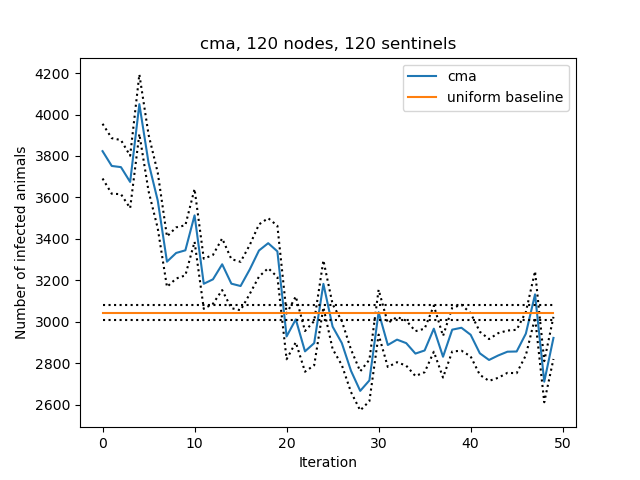 cma, 120 nodes, 120 sentinels
cma
uniform baseline
Number of infected animals
4200
4000
3800
3600
3400
3200
3000
2800
2600
0 10 20 30 40 50
Iteration